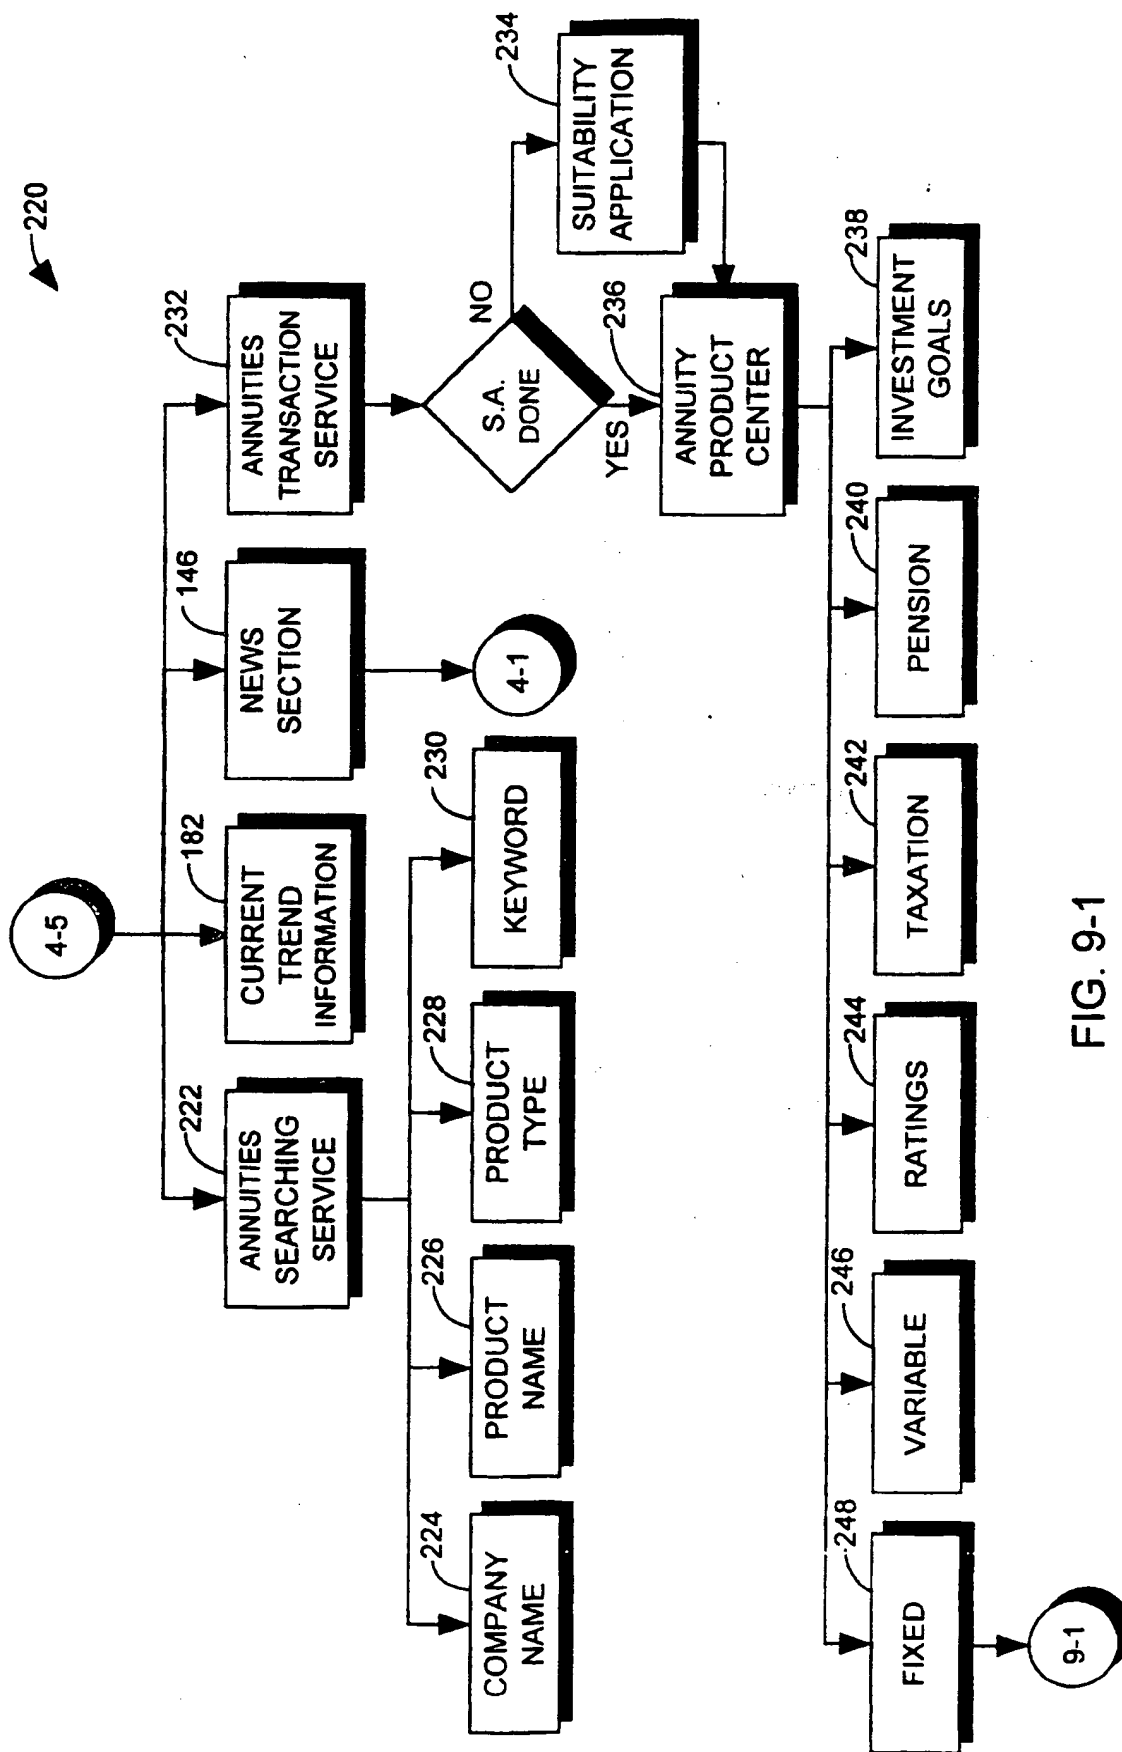 220
4-5
222
ANNUITIES
SEARCHING
SERVICE
182
CURRENT
TREND
INFORMATION
146
NEWS
SECTION
232
ANNUITIES
TRANSACTION
SERVICE
224
COMPANY
NAME
226
PRODUCT
NAME
228
PRODUCT
TYPE
230
KEYWORD
4-1
S.A.
DONE
NO
YES
234
SUITABILITY
APPLICATION
236
ANNUITY
PRODUCT
CENTER
248
FIXED
246
VARIABLE
244
RATINGS
242
TAXATION
240
PENSION
238
INVESTMENT
GOALS
9-1
FIG. 9-1